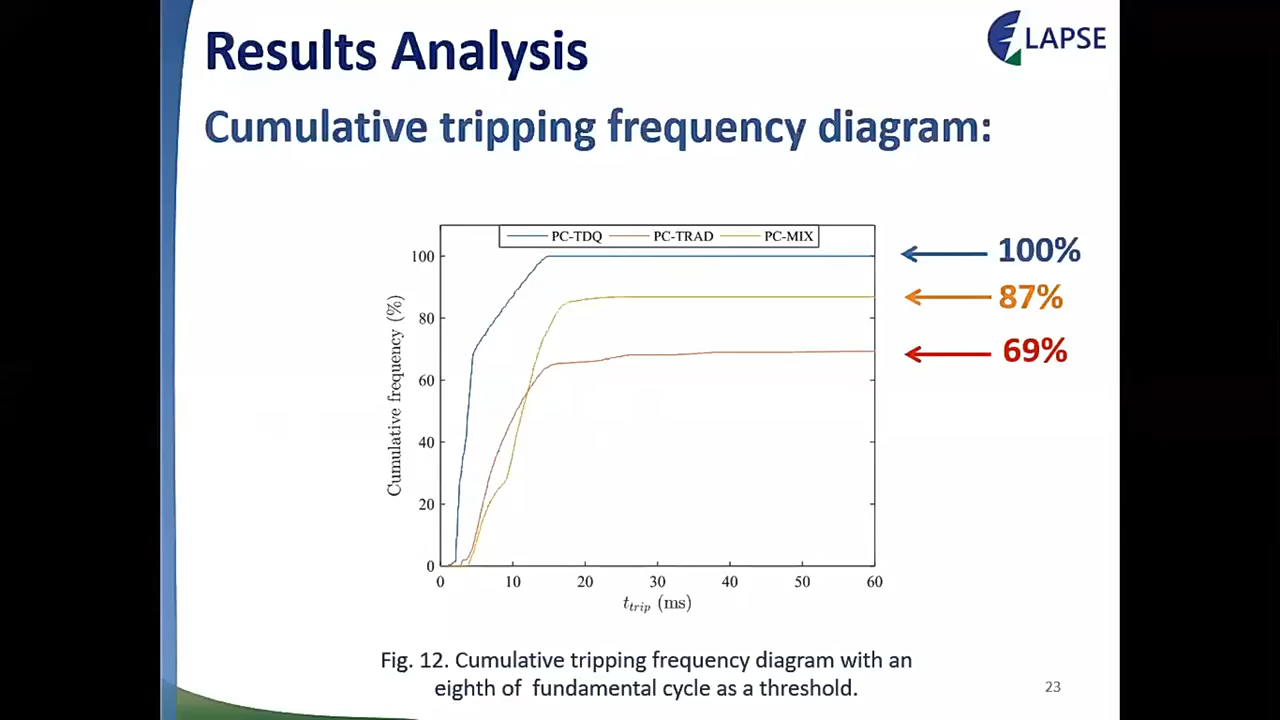 Results Analysis
LAPSE
Cumulative tripping frequency diagram:
PC-TDQ PC-TRAD PC-MIX
100
80
60
40
20
0
Cumulative frequency (%)
0 10 20 30 40 50 60
t_trip (ms)
100%
87%
69%
Fig. 12. Cumulative tripping frequency diagram with an
eighth of fundamental cycle as a threshold.
23